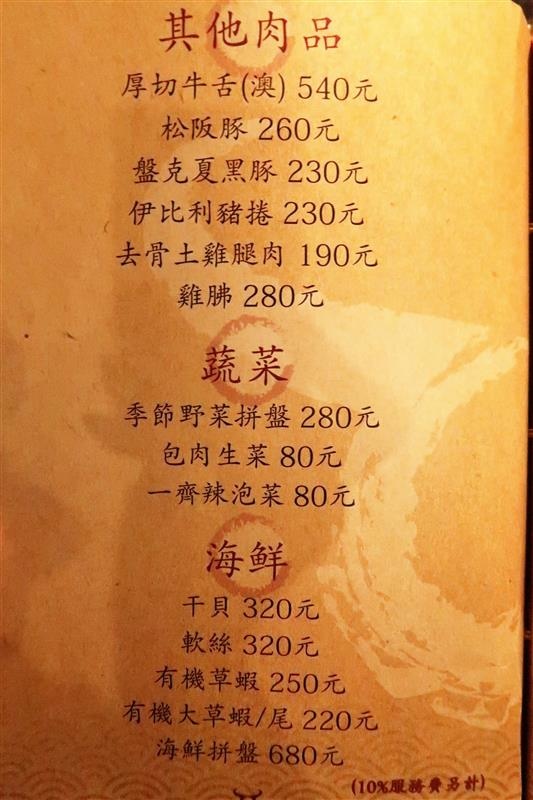 其他肉品
厚切牛舌(澳) 540元
松阪豚 260元
盤克夏黑豚 230元
伊比利豬捲 230元
去骨土雞腿肉 190元
雞胇 280元
蔬菜
季節野菜拼盤 280元
包肉生菜 80元
一齊辣泡菜 80元
海鮮
干貝 320元
軟絲 320元
有機草蝦 250元
有機大草蝦/尾 220元
海鮮拼盤 680元
(10%服務費另計)